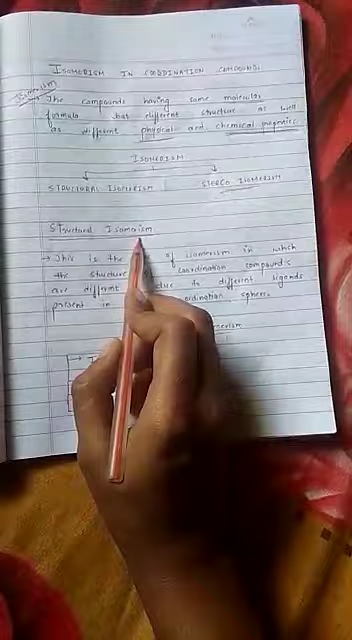 ISOMERISM IN COORDINATION COMPOUNDS
Isomerism
The compounds having same molecular
formula but different structure as well
as different physical and chemical properties.
ISOMERISM
STRUCTURAL ISOMERISM STEREO ISOMERISM
Structural Isomerism
→ This is the of isomerism in which
the structure coordination compounds
are different due to different ligands
present in ordination sphere.